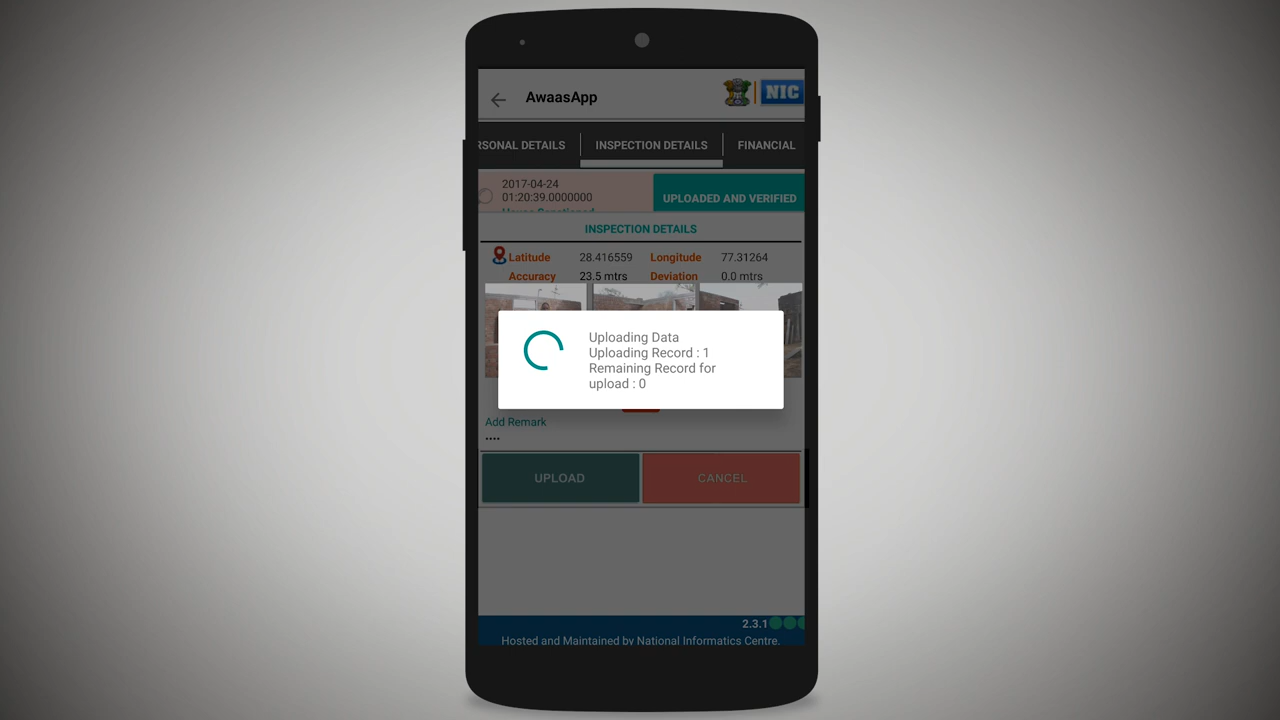 AwaasApp
NIC
RSONAL DETAILS
INSPECTION DETAILS
FINANCIAL
2017-04-24
01:20:39.0000000
House Sanctioned
UPLOADED AND VERIFIED
INSPECTION DETAILS
Latitude 28.416559 Longitude 77.31264
Accuracy 23.5 mtrs Deviation 0.0 mtrs
Uploading Data
Uploading Record : 1
Remaining Record for
upload : 0
Add Remark
....
UPLOAD
CANCEL
2.3.1
Hosted and Maintained by National Informatics Centre.